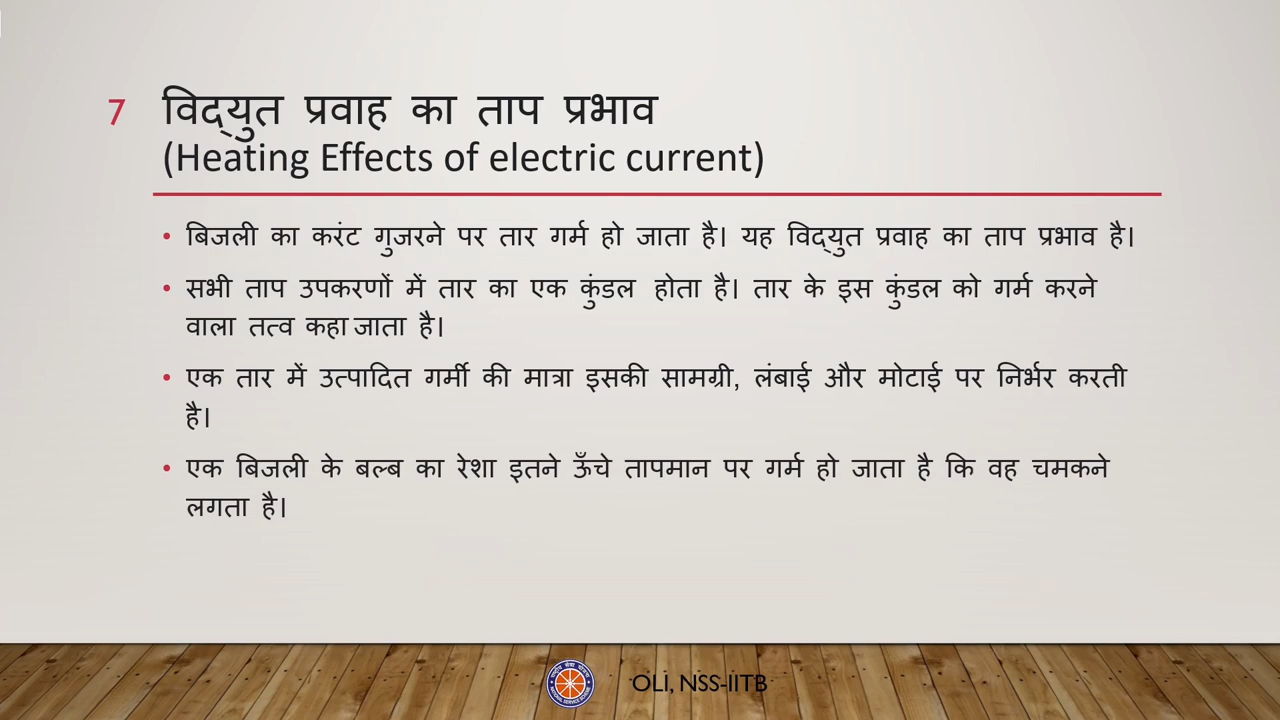 7
विद्युत प्रवाह का ताप प्रभाव
(Heating Effects of electric current)
• बिजली का करंट गुजरने पर तार गर्म हो जाता है। यह विद्युत प्रवाह का ताप प्रभाव है।
• सभी ताप उपकरणों में तार का एक कुंडल होता है। तार के इस कुंडल को गर्म करने
वाला तत्व कहा जाता है।
• एक तार में उत्पादित गर्मी की मात्रा इसकी सामग्री, लंबाई और मोटाई पर निर्भर करती
है।
• एक बिजली के बल्ब का रेशा इतने ऊँचे तापमान पर गर्म हो जाता है कि वह चमकने
लगता है।
OLI, NSS-IITB